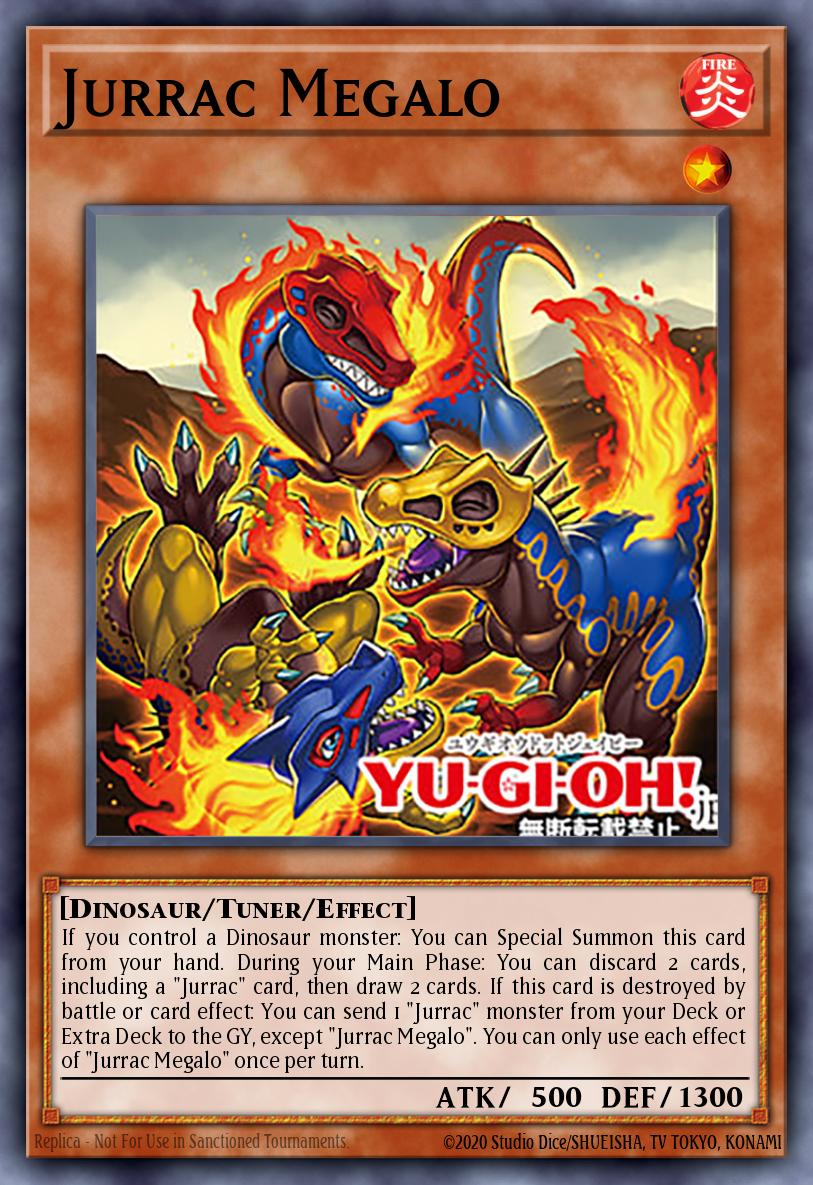 JURRAC MEGALO
FIRE
炎
ユウギオウドットジェイピー
YU-GI-OH!
.jp
無断転載禁止
[DINOSAUR/TUNER/EFFECT]
If you control a Dinosaur monster: You can Special Summon this card
from your hand. During your Main Phase: You can discard 2 cards,
including a "Jurrac" card, then draw 2 cards. If this card is destroyed by
battle or card effect: You can send 1 "Jurrac" monster from your Deck or
Extra Deck to the GY, except "Jurrac Megalo". You can only use each effect
of "Jurrac Megalo" once per turn.
ATK/ 500 DEF/1300
Replica - Not For Use in Sanctioned Tournaments.
©2020 Studio Dice/SHUEISHA, TV TOKYO, KONAMI